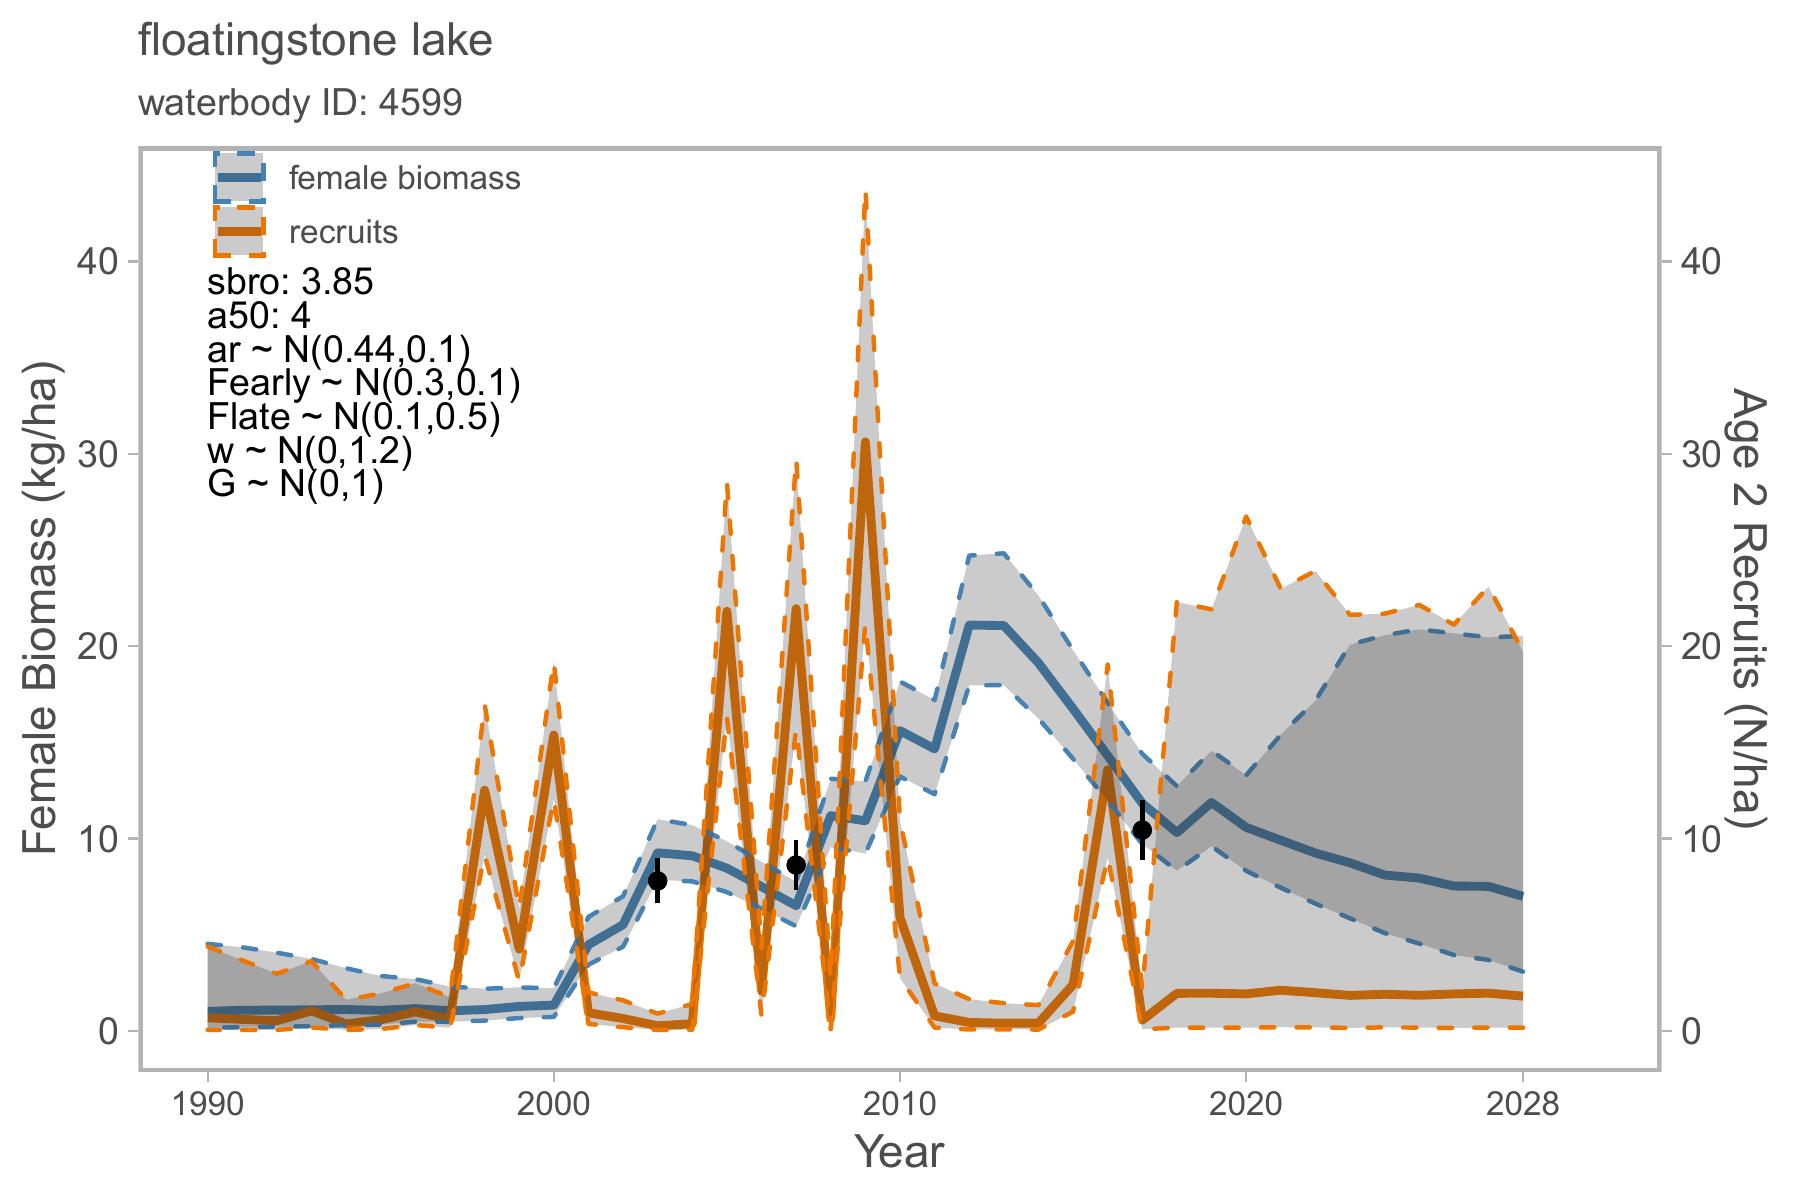 floatingstone lake
waterbody ID: 4599
female biomass
recruits
sbro: 3.85
a50: 4
ar ~ N(0.44,0.1)
Fearly ~ N(0.3,0.1)
Flate ~ N(0.1,0.5)
w ~ N(0,1.2)
G ~ N(0,1)
Female Biomass (kg/ha)
40
30
20
10
0
40
30
20
10
0
Age 2 Recruits (N/ha)
1990 2000 2010 2020 2028
Year